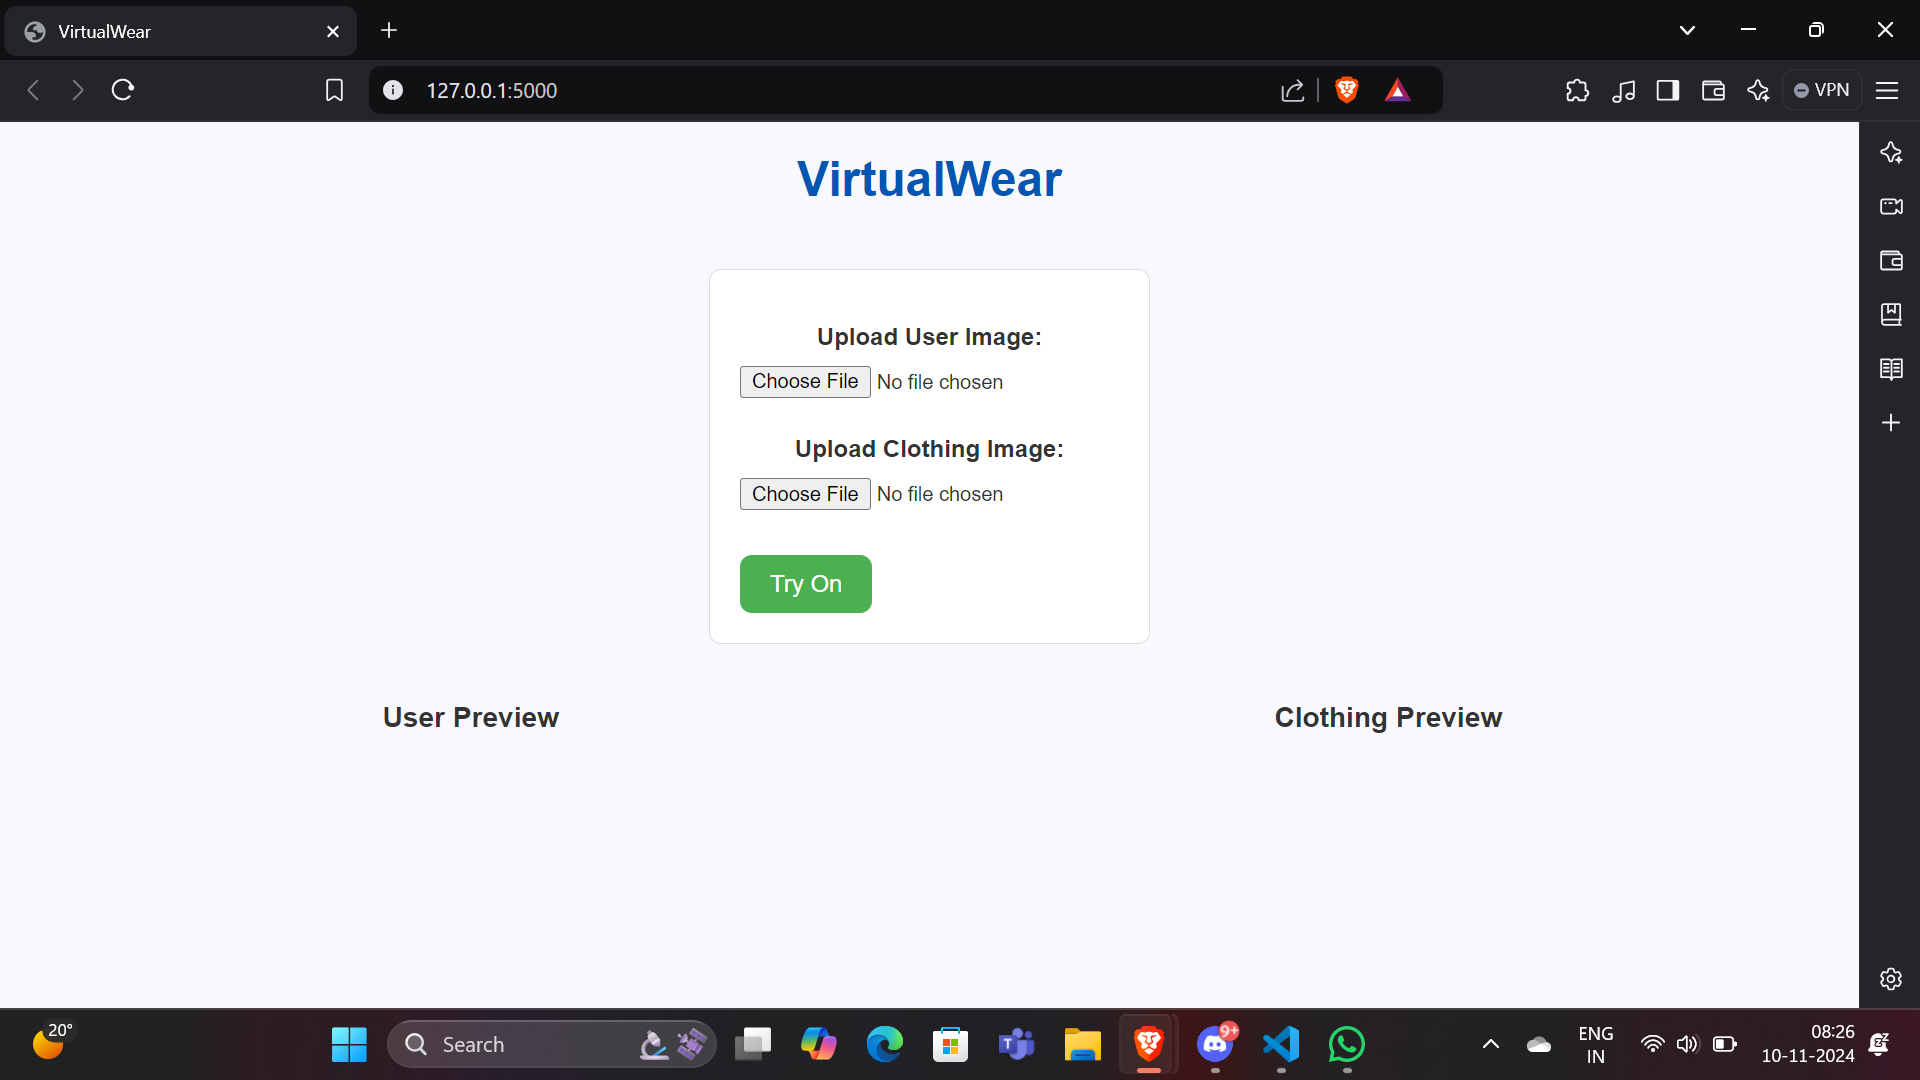 VirtualWear
127.0.0.1:5000
VPN
VirtualWear
Upload User Image:
Choose File No file chosen
Upload Clothing Image:
Choose File No file chosen
Try On
User Preview
Clothing Preview
20°
Search
9+
ENG
IN
08:26
10-11-2024